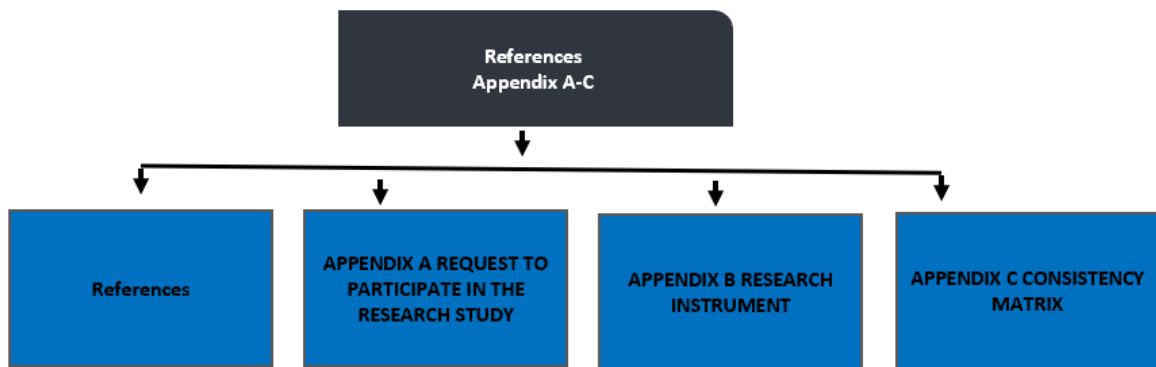 References
Appendix A-C
References
APPENDIX A REQUEST TO
PARTICIPATE IN THE
RESEARCH STUDY
APPENDIX B RESEARCH
INSTRUMENT
APPENDIX C CONSISTENCY
MATRIX